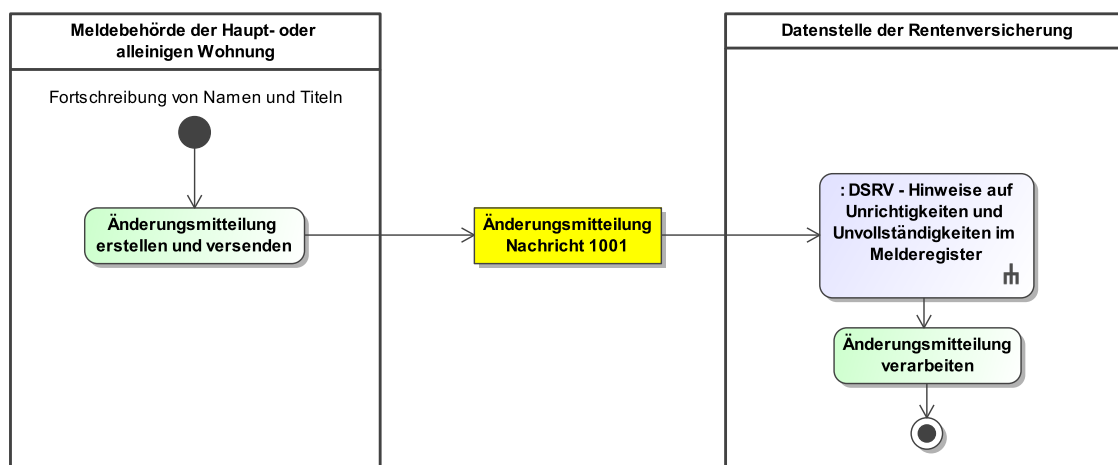 Meldebehörde der Haupt- oder
alleinigen Wohnung
Datenstelle der Rentenversicherung
Fortschreibung von Namen und Titeln
Änderungsmitteilung
erstellen und versenden
Änderungsmitteilung
Nachricht 1001
: DSRV - Hinweise auf
Unrichtigkeiten und
Unvollständigkeiten im
Melderegister
Änderungsmitteilung
verarbeiten